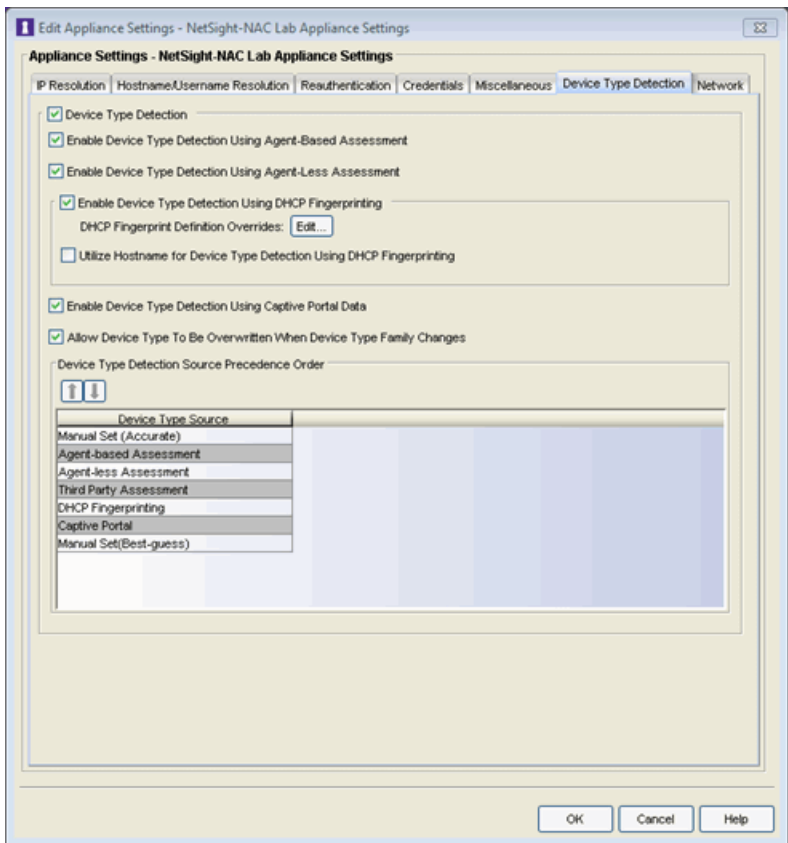 Edit Appliance Settings - NetSight-NAC Lab Appliance Settings
Appliance Settings - NetSight-NAC Lab Appliance Settings
IP Resolution Hostname/Username Resolution Reauthentication Credentials Miscellaneous Device Type Detection Network
Device Type Detection
Enable Device Type Detection Using Agent-Based Assessment
Enable Device Type Detection Using Agent-Less Assessment
Enable Device Type Detection Using DHCP Fingerprinting
DHCP Fingerprint Definition Overrides: Edit...
Utilize Hostname for Device Type Detection Using DHCP Fingerprinting
Enable Device Type Detection Using Captive Portal Data
Allow Device Type To Be Overwritten When Device Type Family Changes
Device Type Detection Source Precedence Order
Device Type Source
Manual Set (Accurate)
Agent-based Assessment
Agent-less Assessment
Third Party Assessment
DHCP Fingerprinting
Captive Portal
Manual Set(Best-guess)
OK Cancel Help